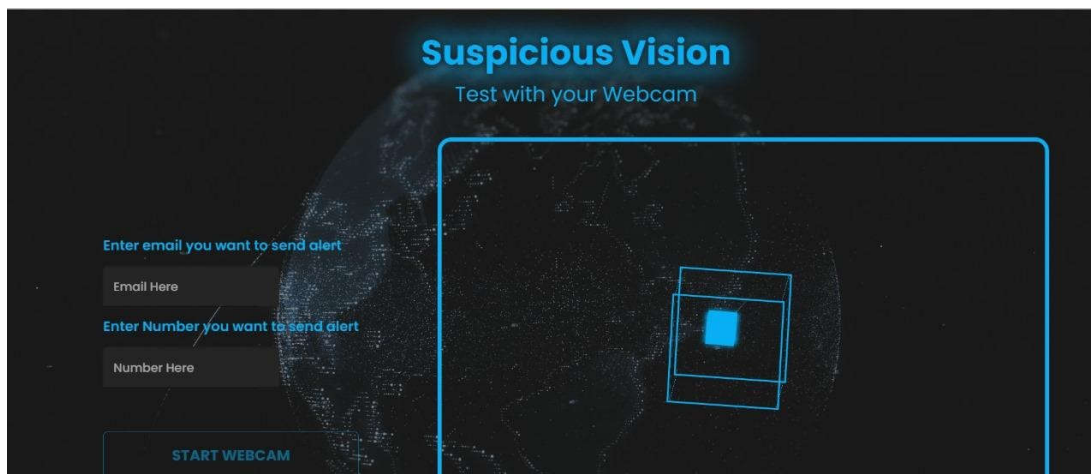 Suspicious Vision
Test with your Webcam
Enter email you want to send alert
Email Here
Enter Number you want to send alert
Number Here
START WEBCAM